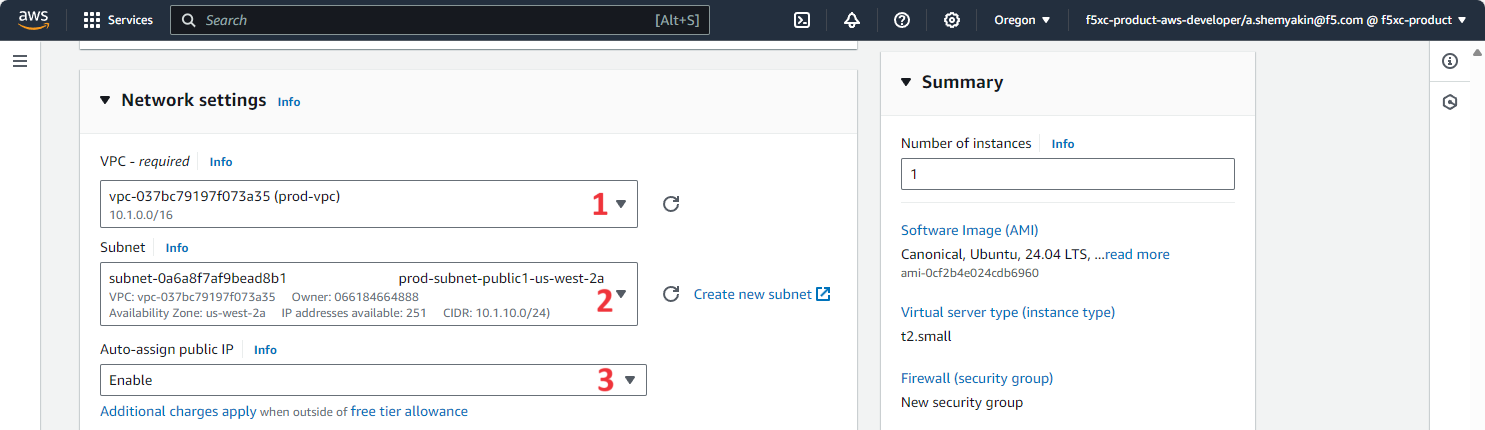 aws Services Search [Alt+S] Oregon f5xc-product-aws-developer/a.shemyakin@f5.com @ f5xc-product
Network settings Info
VPC - required Info
vpc-037bc79197f073a35 (prod-vpc)
10.1.0.0/16
1
Subnet Info
subnet-0a6a8f7af9bead8b1 prod-subnet-public1-us-west-2a
VPC: vpc-037bc79197f073a35 Owner: 066184664888
Availability Zone: us-west-2a IP addresses available: 251 CIDR: 10.1.10.0/24)
2
Create new subnet
Auto-assign public IP Info
Enable
3
Additional charges apply when outside of free tier allowance
Summary
Number of instances Info
1
Software Image (AMI)
Canonical, Ubuntu, 24.04 LTS, ...read more
ami-0cf2b4e024cdb6960
Virtual server type (instance type)
t2.small
Firewall (security group)
New security group